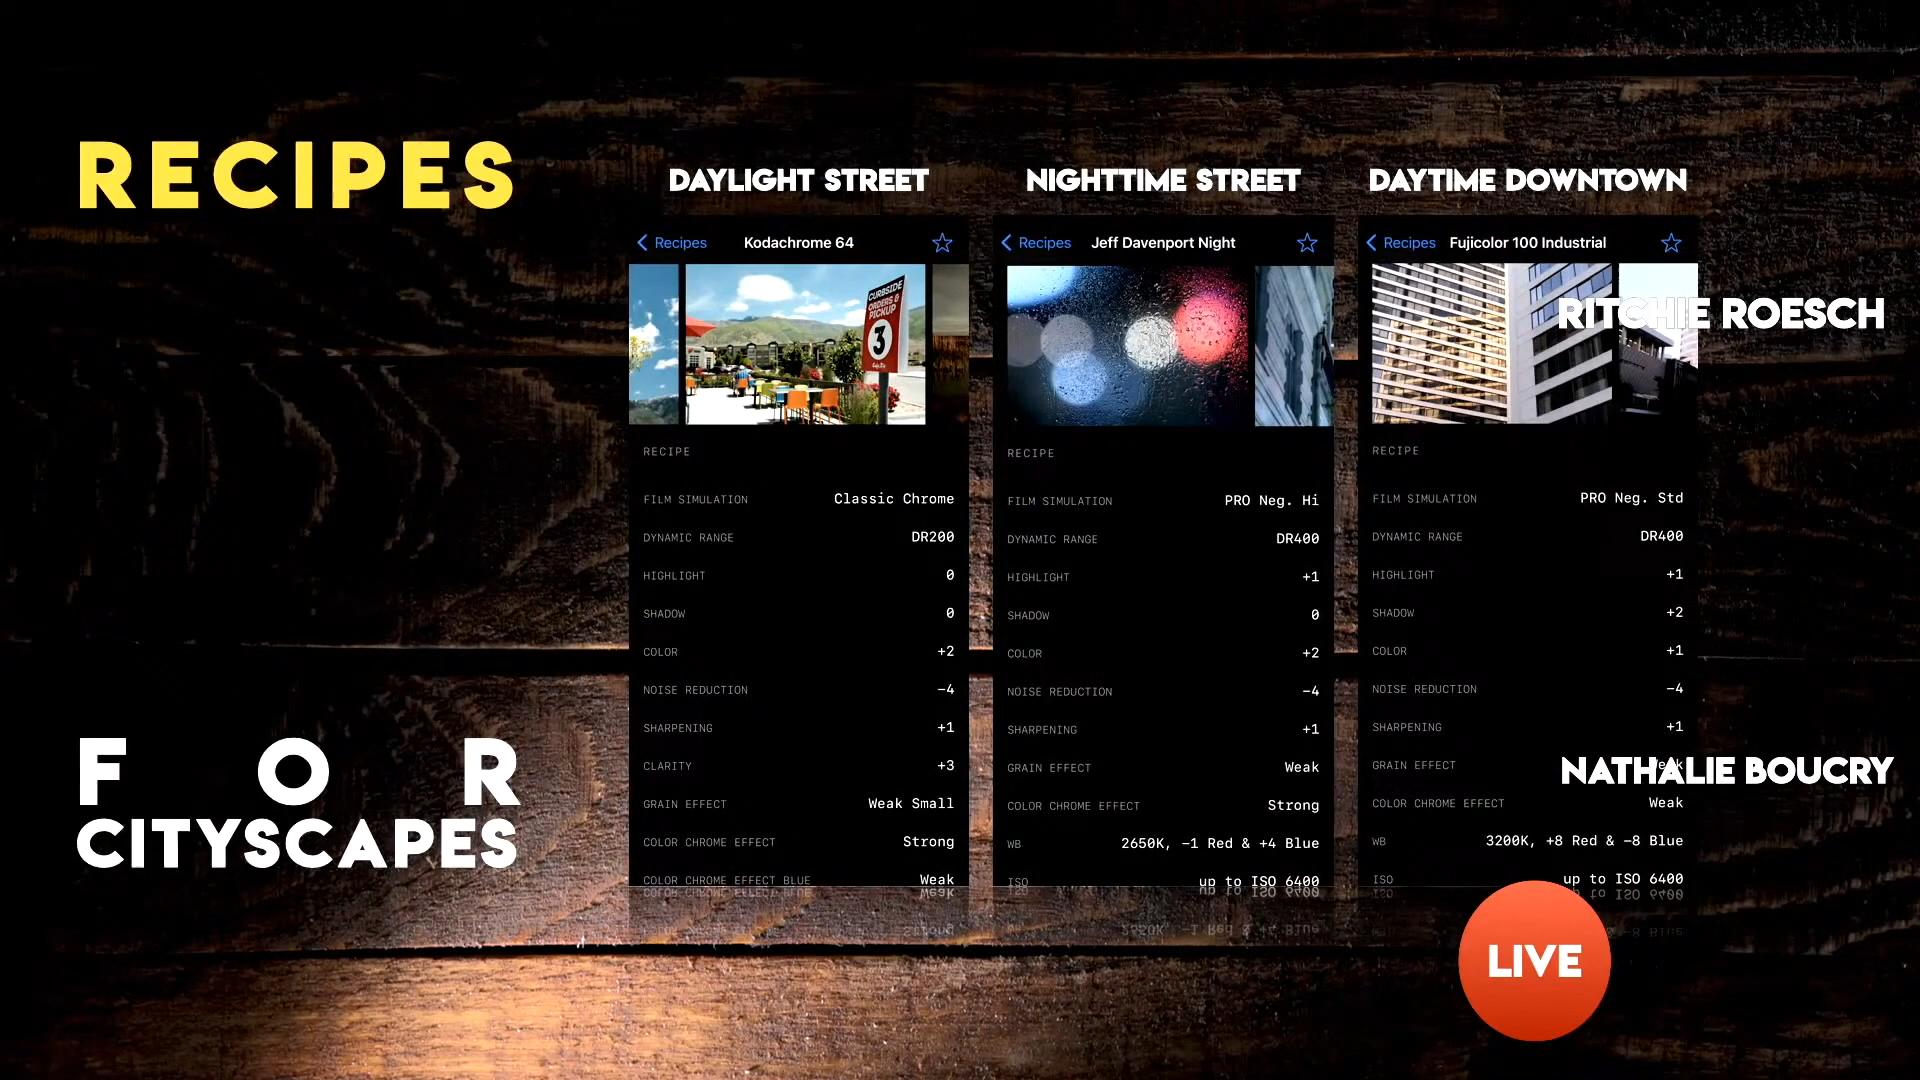 RECIPES
FOR
CITYSCAPES
DAYLIGHT STREET
Recipes Kodachrome 64
CURBSIDE
ORDERS &
PICKUP
3
RECIPE
FILM SIMULATION Classic Chrome
DYNAMIC RANGE DR200
HIGHLIGHT 0
SHADOW 0
COLOR +2
NOISE REDUCTION -4
SHARPENING +1
CLARITY +3
GRAIN EFFECT Weak Small
COLOR CHROME EFFECT Strong
COLOR CHROME EFFECT BLUE Weak
NIGHTTIME STREET
Recipes Jeff Davenport Night
RECIPE
FILM SIMULATION PRO Neg. Hi
DYNAMIC RANGE DR400
HIGHLIGHT +1
SHADOW 0
COLOR +2
NOISE REDUCTION -4
SHARPENING +1
GRAIN EFFECT Weak
COLOR CHROME EFFECT Strong
WB 2650K, -1 Red & +4 Blue
ISO up to ISO 6400
DAYTIME DOWNTOWN
Recipes Fujicolor 100 Industrial
RECIPE
FILM SIMULATION PRO Neg. Std
DYNAMIC RANGE DR400
HIGHLIGHT +1
SHADOW +2
COLOR +1
NOISE REDUCTION -4
SHARPENING +1
GRAIN EFFECT
COLOR CHROME EFFECT Weak
WB 3200K, +8 Red & -8 Blue
ISO up to ISO 6400
RITCHIE ROESCH
NATHALIE BOUCRY
LIVE